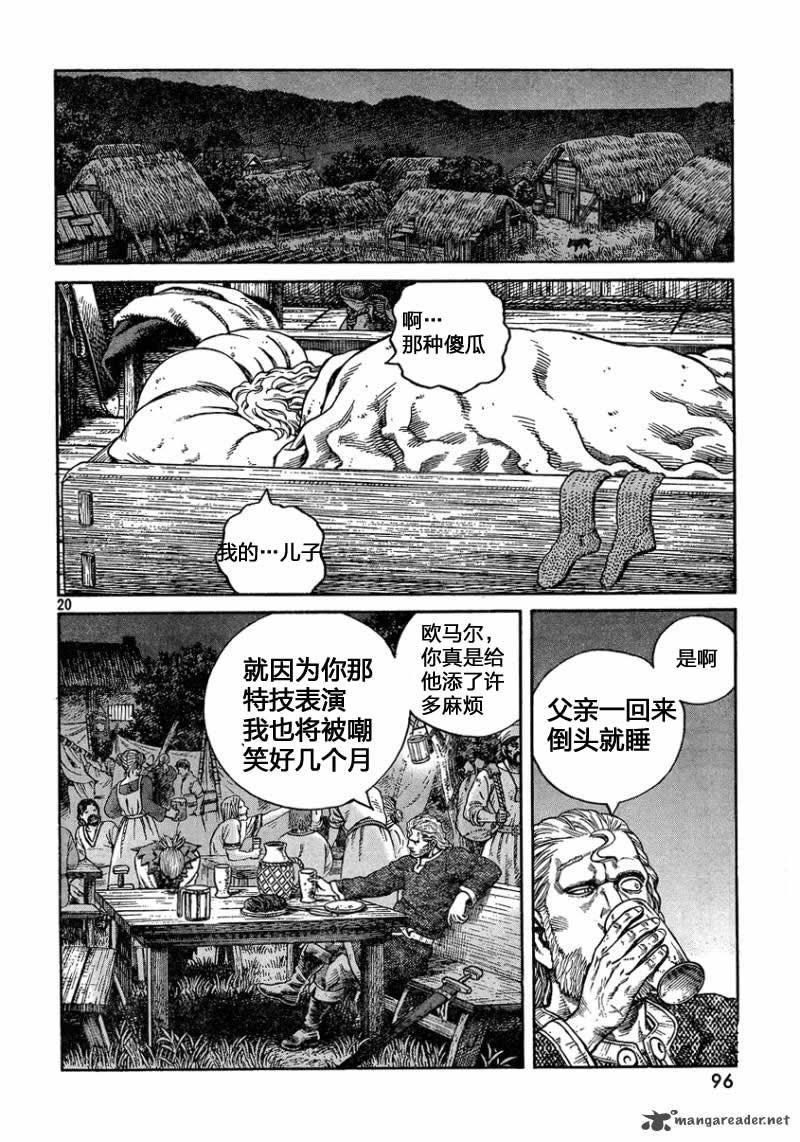 啊…
那种傻瓜
我的…儿子
20
是啊
父亲一回来
倒头就睡
欧马尔，
你真是给
他添了许
多麻烦
就因为你那
特技表演
我也将被嘲
笑好几个月
96
mangareader.net